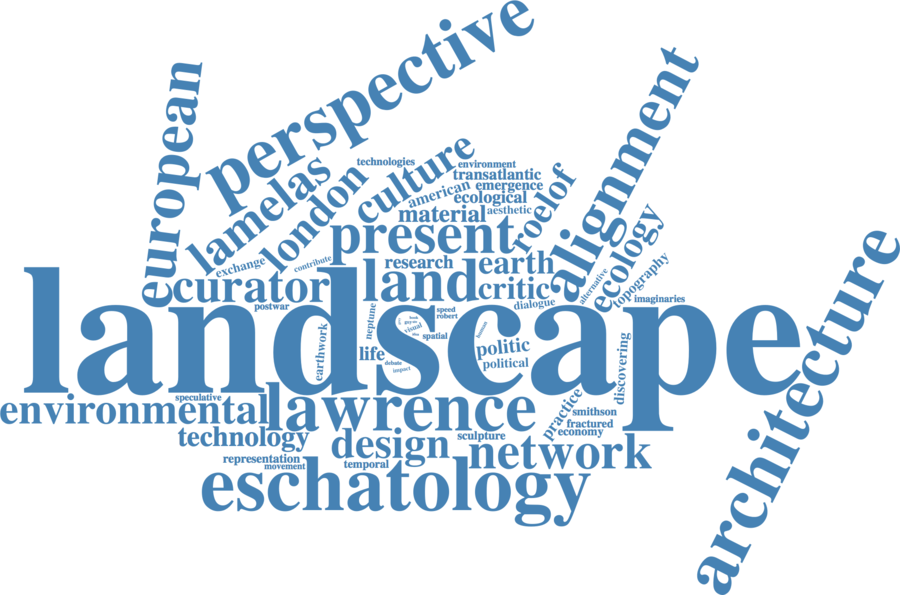 perspective
european
alignment
lamelas
london
culture
technologies
environment
transatlantic
american
emergence
ecological
material
aesthetic
roelof
present
exchange
contribute
research
earth
ecology
alternative
topography
imaginaries
architecture
curator
land
critic
dialogue
postwar
landscape
speed
robert
neptune
visual
spatial
human
earthwork
life
debate
impact
politic
political
discovering
speculative
environmental
lawrence
practice
smithson
fractured
economy
technology
design
sculpture
network
representation
movement
temporal
eschatology